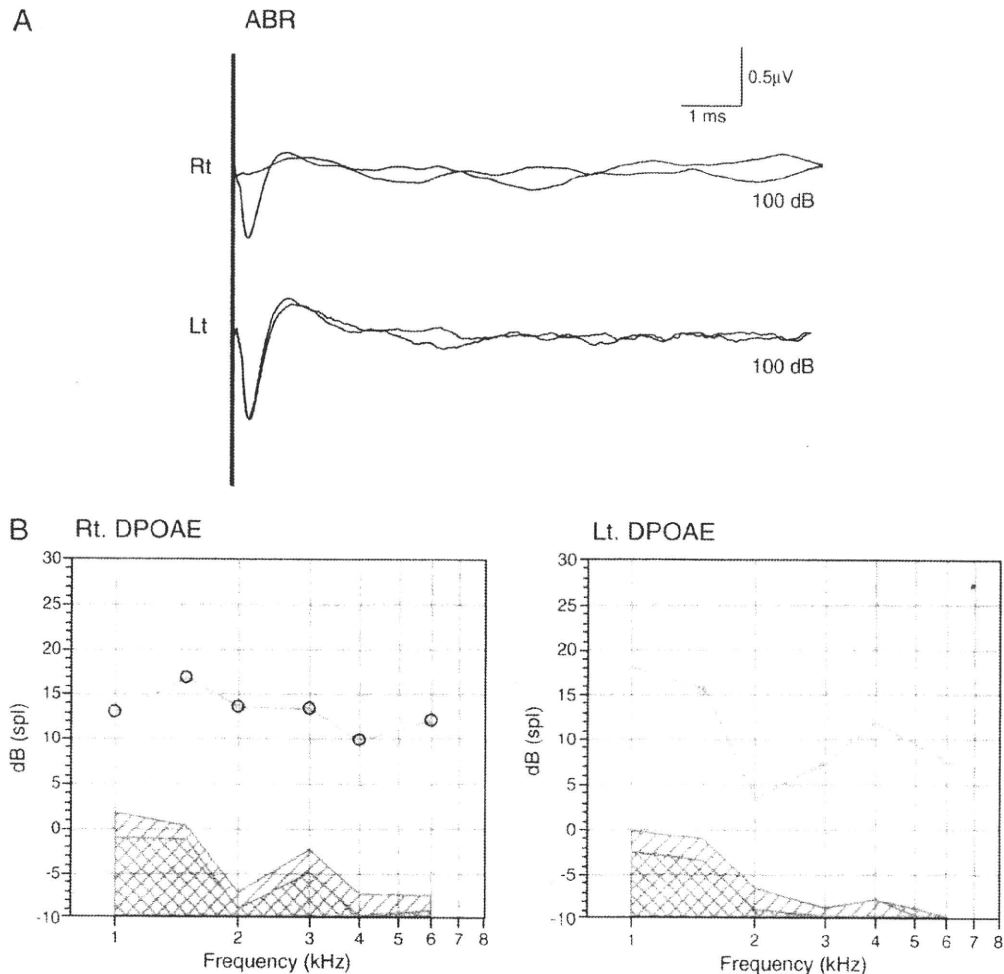 A
ABR
0.5μV
1 ms
Rt
100 dB
Lt
100 dB
B
Rt. DPOAE
30
25
20
15
10
5
0
-5
-10
dB (spl)
1 2 3 4 5 6 7 8
Frequency (kHz)
Lt. DPOAE
30
25
20
15
10
5
0
-5
-10
dB (spl)
1 2 3 4 5 6 7 8
Frequency (kHz)